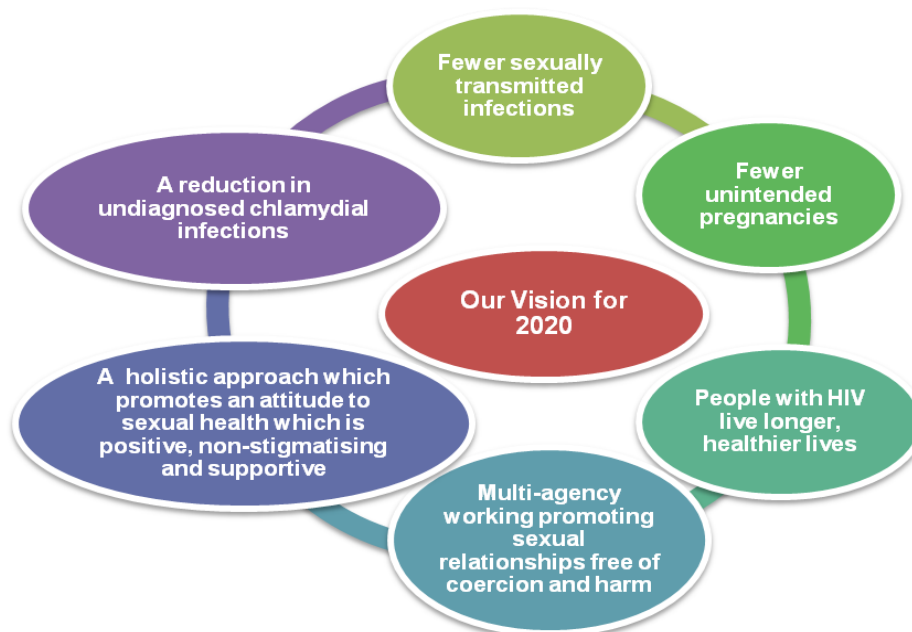 Fewer sexually
transmitted
infections
Fewer
unintended
pregnancies
People with HIV
live longer,
healthier lives
Multi-agency
working promoting
sexual
relationships free of
coercion and harm
A holistic approach which
promotes an attitude to
sexual health which is
positive, non-stigmatising
and supportive
A reduction in
undiagnosed chlamydial
infections
Our Vision for
2020